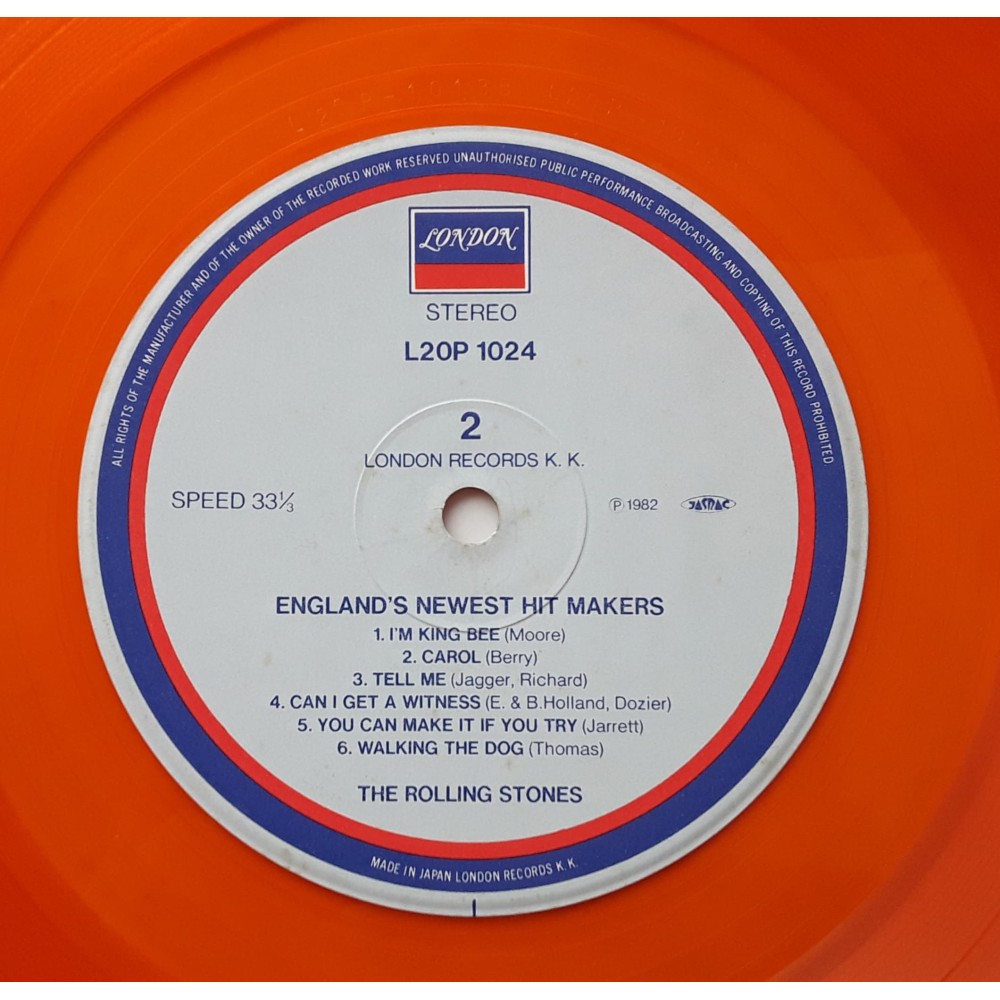 ALL RIGHTS OF THE MANUFACTURER AND OF THE OWNER OF THE RECORDED WORK RESERVED UNAUTHORISED PUBLIC PERFORMANCE BROADCASTING AND COPYING OF THIS RECORD PROHIBITED
LONDON
STEREO
L20P 1024
2
LONDON RECORDS K. K.
SPEED 33⅓
Ⓟ 1982 JASRAC
ENGLAND'S NEWEST HIT MAKERS
1. I'M KING BEE (Moore)
2. CAROL (Berry)
3. TELL ME (Jagger, Richard)
4. CAN I GET A WITNESS (E. & B.Holland, Dozier)
5. YOU CAN MAKE IT IF YOU TRY (Jarrett)
6. WALKING THE DOG (Thomas)
THE ROLLING STONES
MADE IN JAPAN LONDON RECORDS K. K.